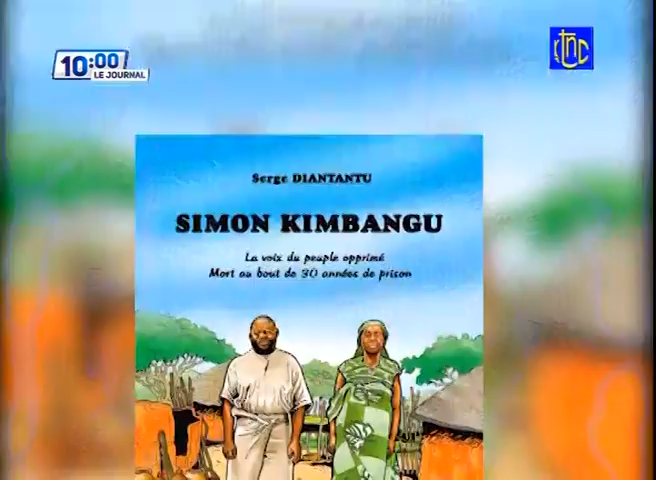 10:00
LE JOURNAL
rtnc
Serge DIANTANTU
SIMON KIMBANGU
La voix du peuple opprimé
Mort au bout de 30 années de prison